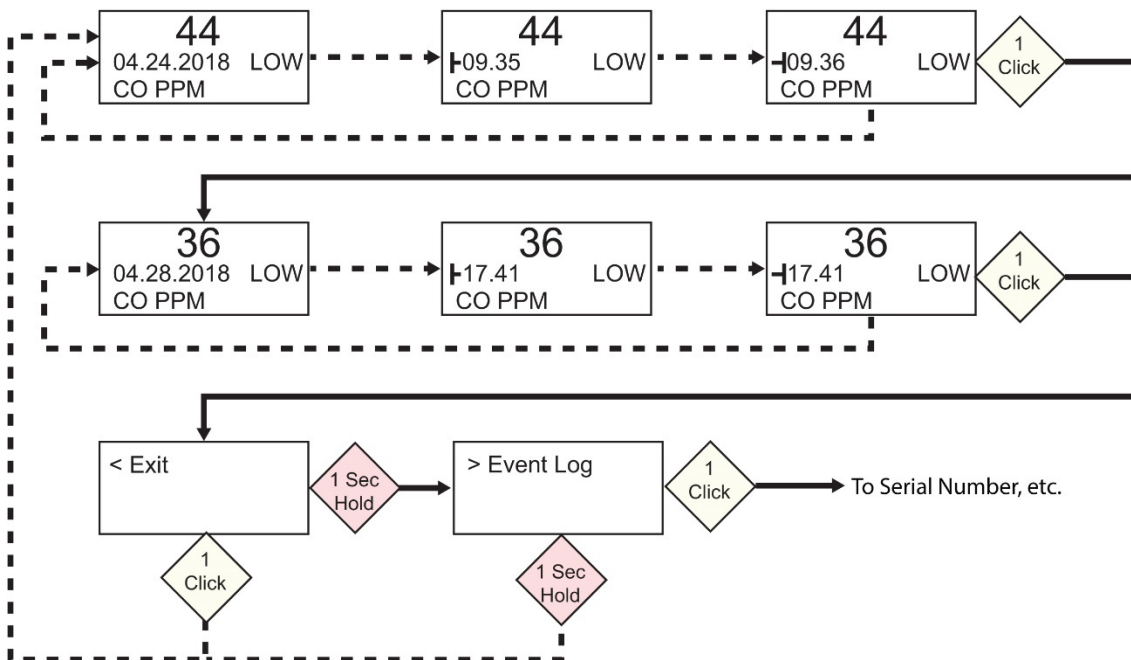 44
04.24.2018 LOW
CO PPM
44
09.35 LOW
CO PPM
44
09.36 LOW
CO PPM
1
Click
36
04.28.2018 LOW
CO PPM
36
17.41 LOW
CO PPM
36
17.41 LOW
CO PPM
1
Click
< Exit
1 Sec
Hold
> Event Log
1
Click
To Serial Number, etc.
1
Click
1 Sec
Hold